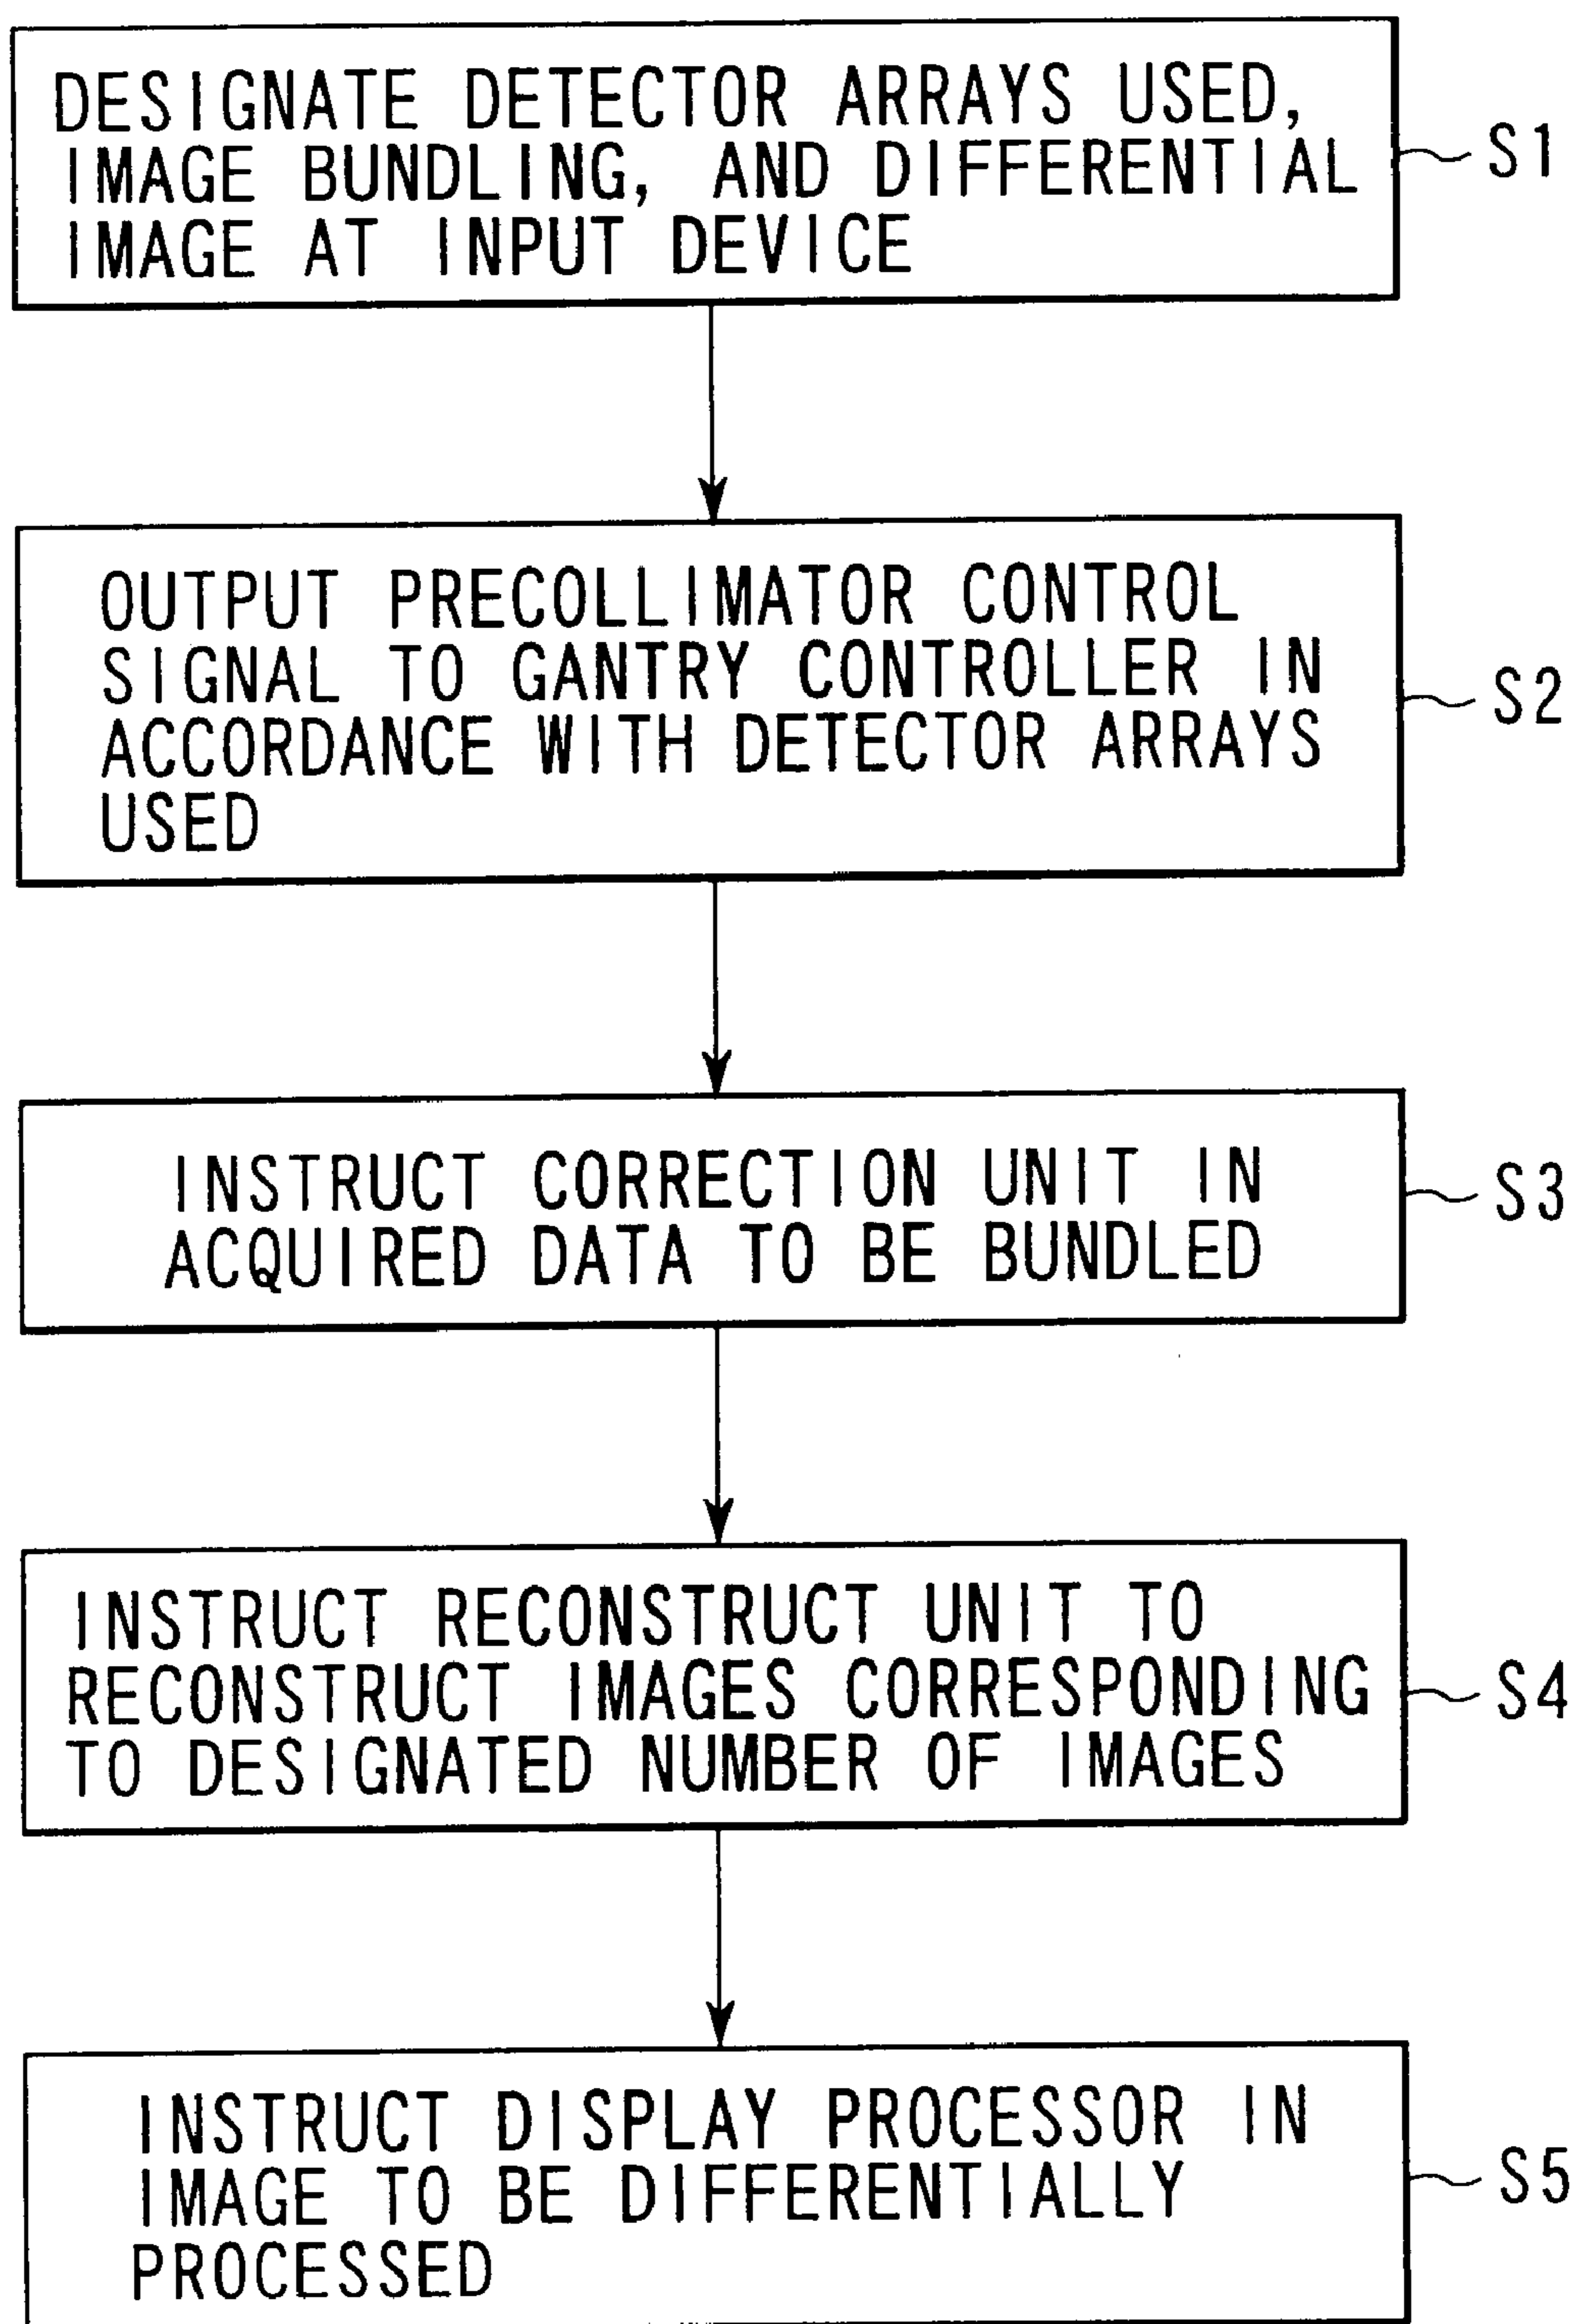 DESIGNATE DETECTOR ARRAYS USED,
IMAGE BUNDLING, AND DIFFERENTIAL
IMAGE AT INPUT DEVICE
S1
OUTPUT PRECOLLIMATOR CONTROL
SIGNAL TO GANTRY CONTROLLER IN
ACCORDANCE WITH DETECTOR ARRAYS
USED
S2
INSTRUCT CORRECTION UNIT IN
ACQUIRED DATA TO BE BUNDLED
S3
INSTRUCT RECONSTRUCT UNIT TO
RECONSTRUCT IMAGES CORRESPONDING
TO DESIGNATED NUMBER OF IMAGES
S4
INSTRUCT DISPLAY PROCESSOR IN
IMAGE TO BE DIFFERENTIALLY
PROCESSED
S5